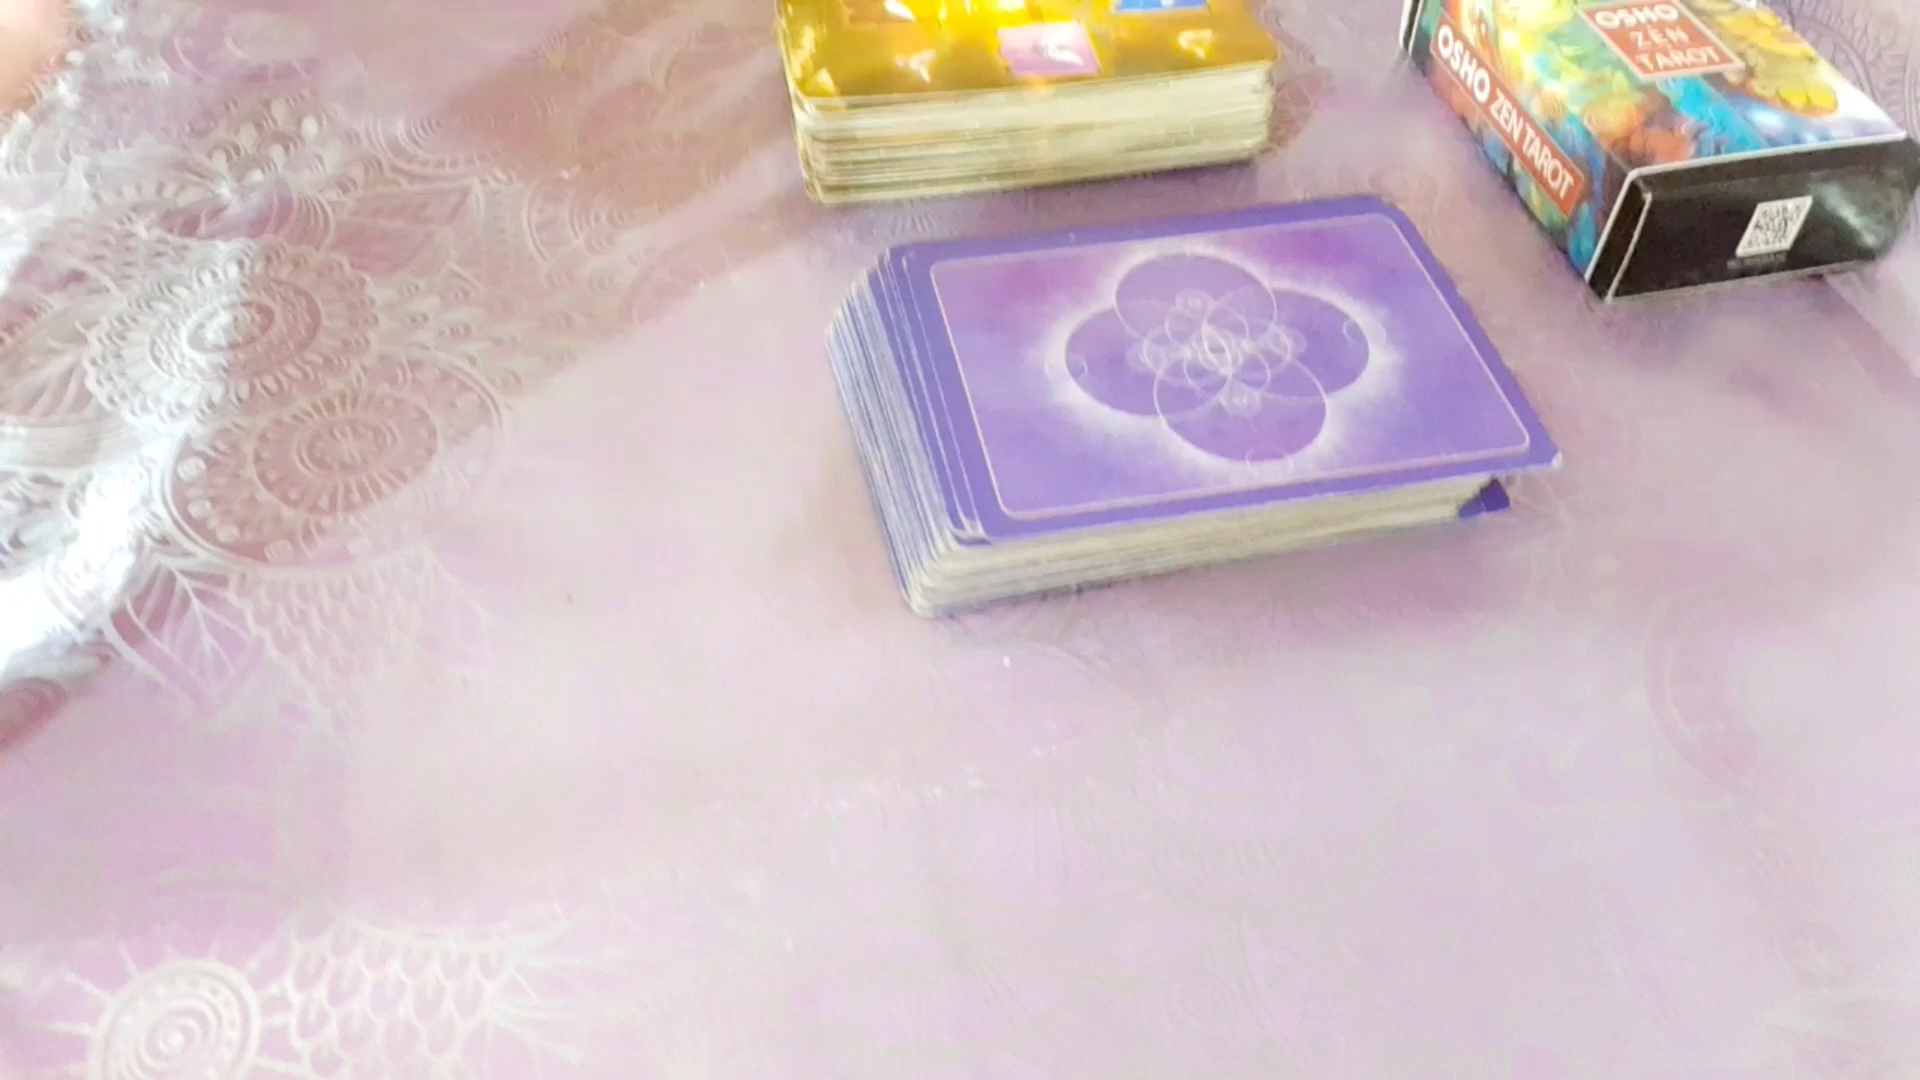 OSHO
ZEN
TAROT
OSHO ZEN TAROT